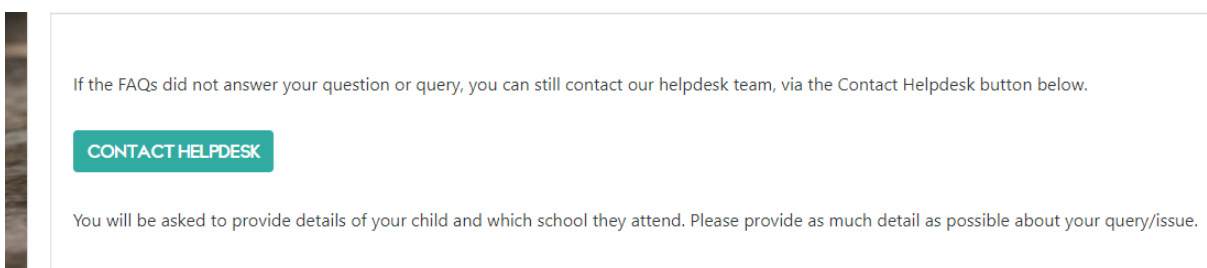 If the FAQs did not answer your question or query, you can still contact our helpdesk team, via the Contact Helpdesk button below.
CONTACT HELPDESK
You will be asked to provide details of your child and which school they attend. Please provide as much detail as possible about your query/issue.